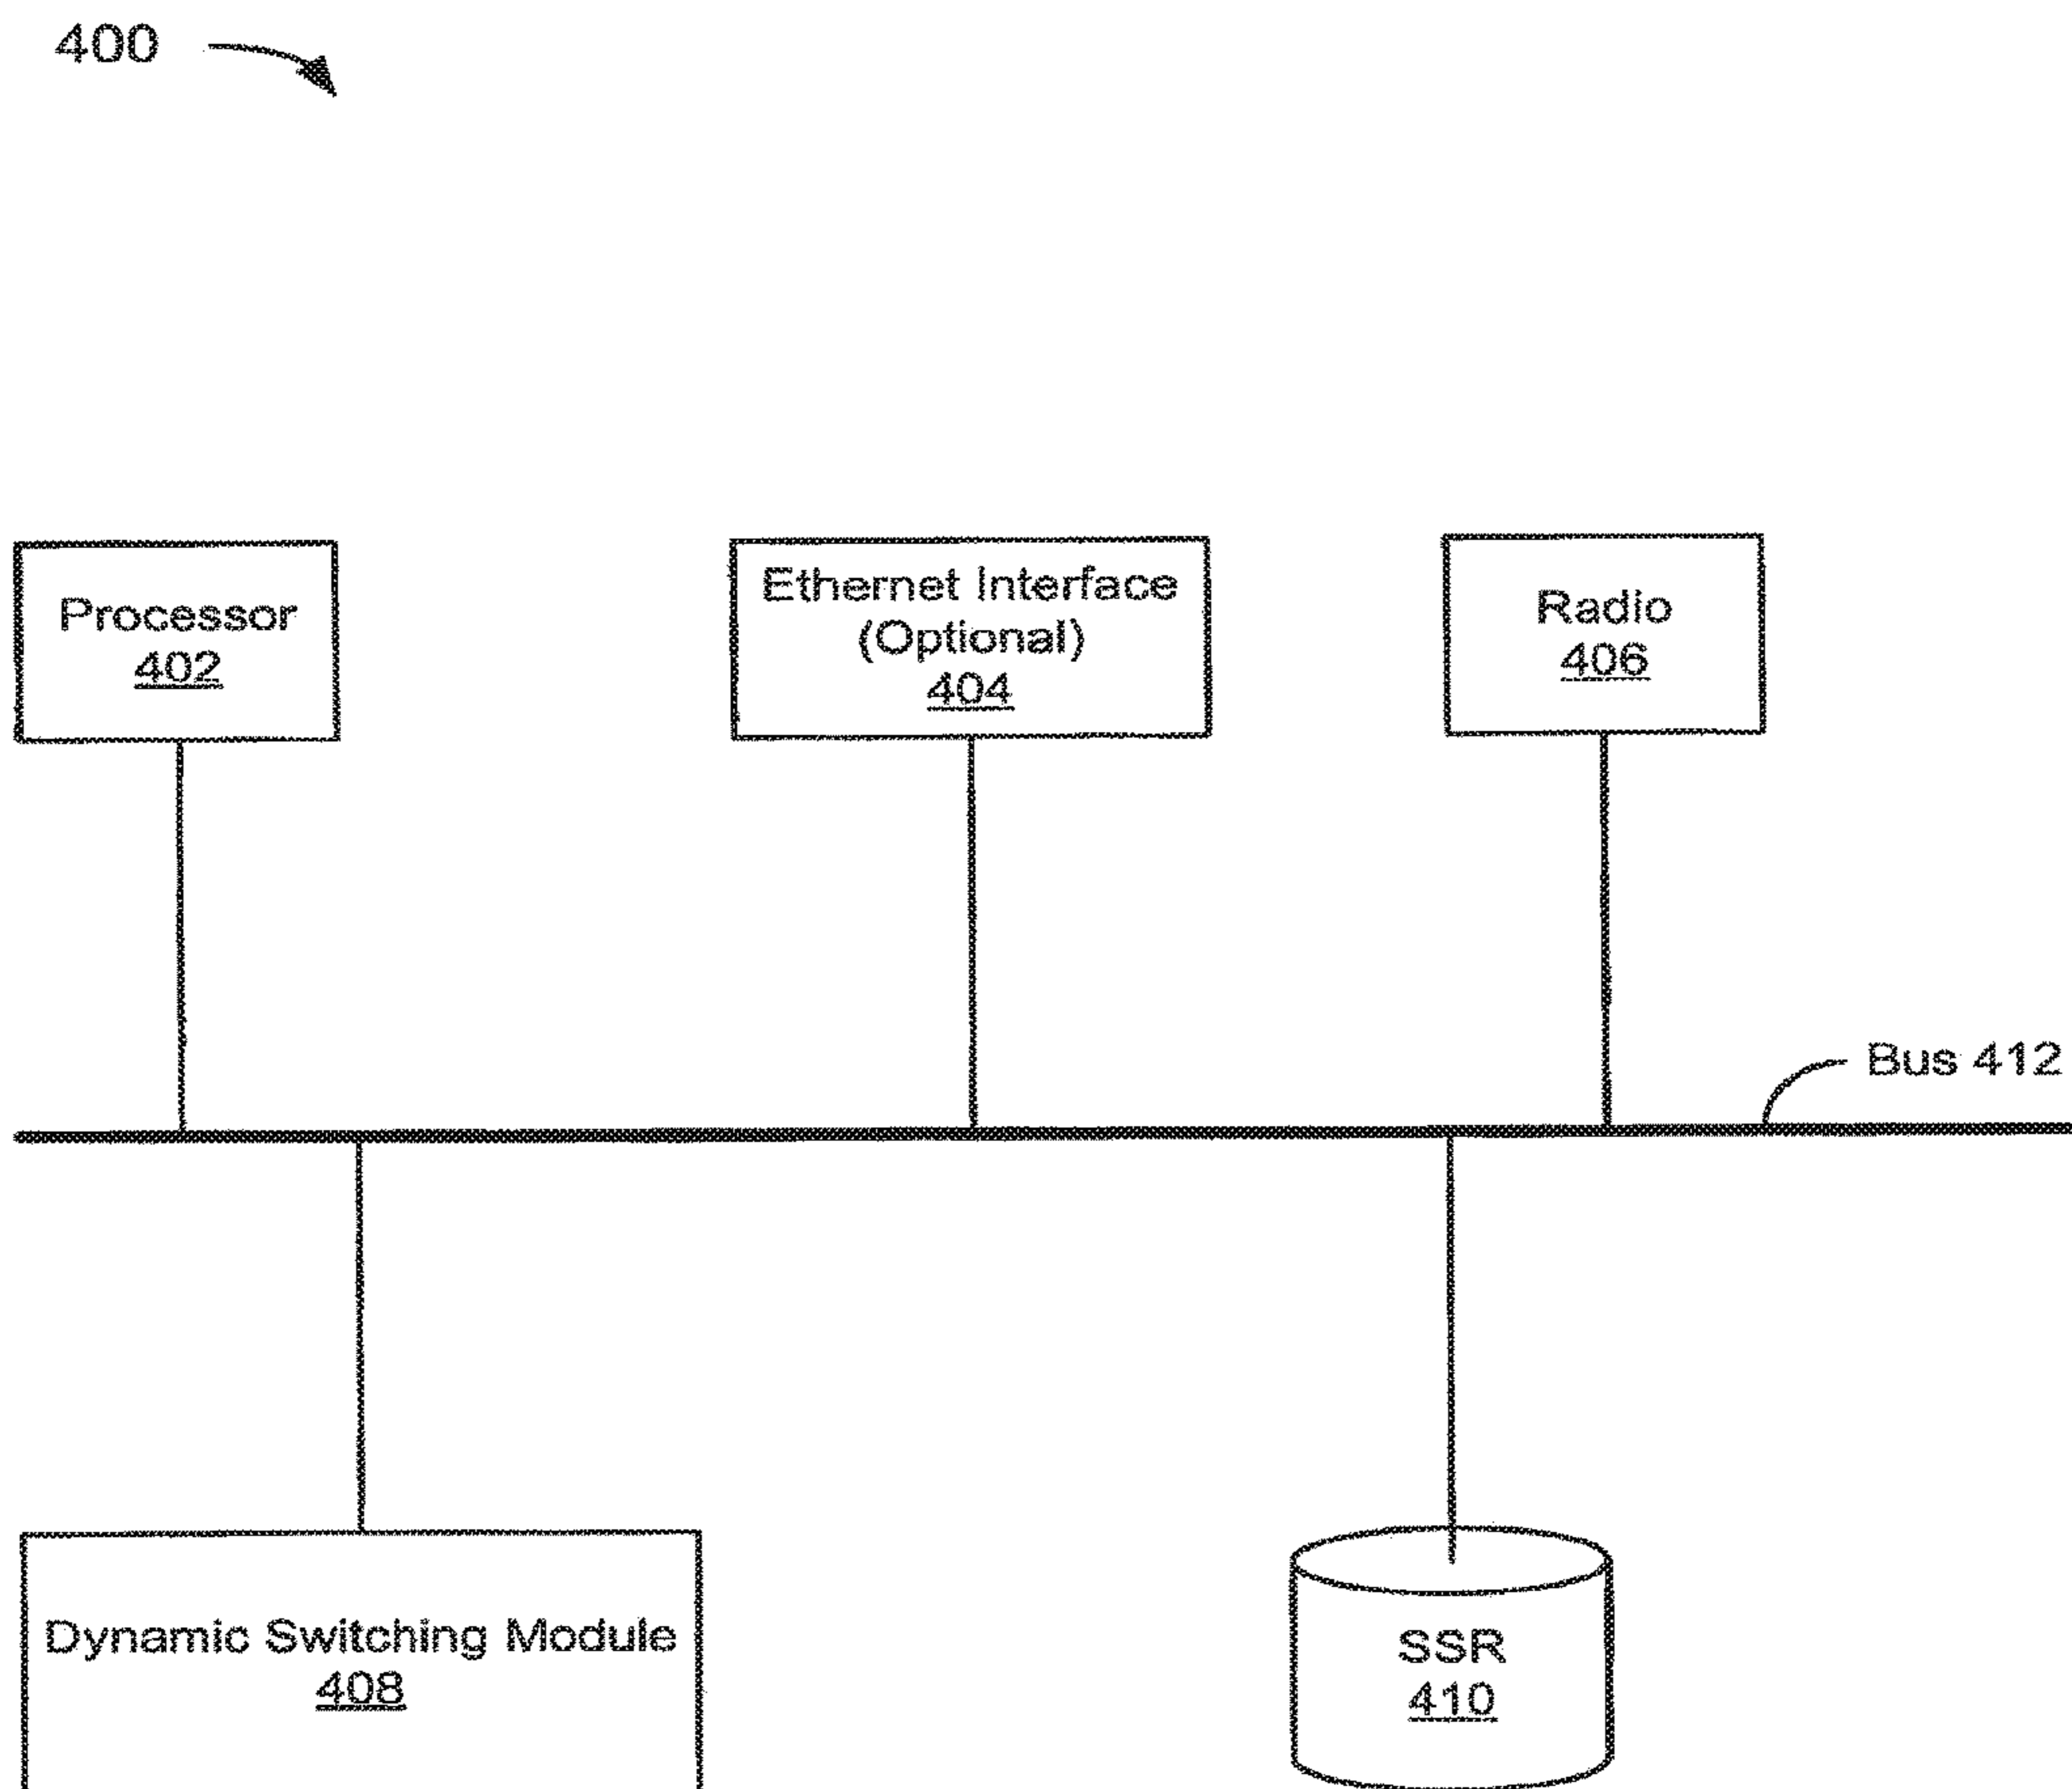 400
Processor
402
Ethernet Interface
(Optional)
404
Radio
406
Bus 412
Dynamic Switching Module
408
SSR
410